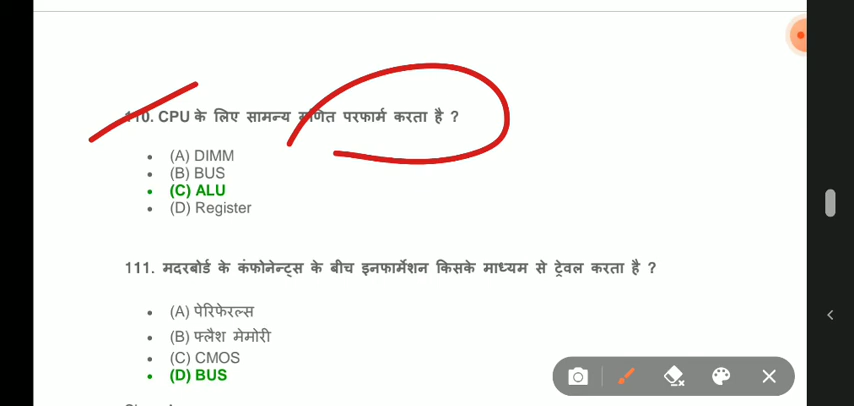 110. CPU के लिए सामन्य गणित परफार्म करता है ?
(A) DIMM
(B) BUS
(C) ALU
(D) Register
111. मदरबोर्ड के कंफोनेन्ट्स के बीच इनफार्मेशन किसके माध्यम से ट्रेवल करता है ?
(A) पेरिफेरल्स
(B) फ्लैश मेमोरी
(C) CMOS
(D) BUS